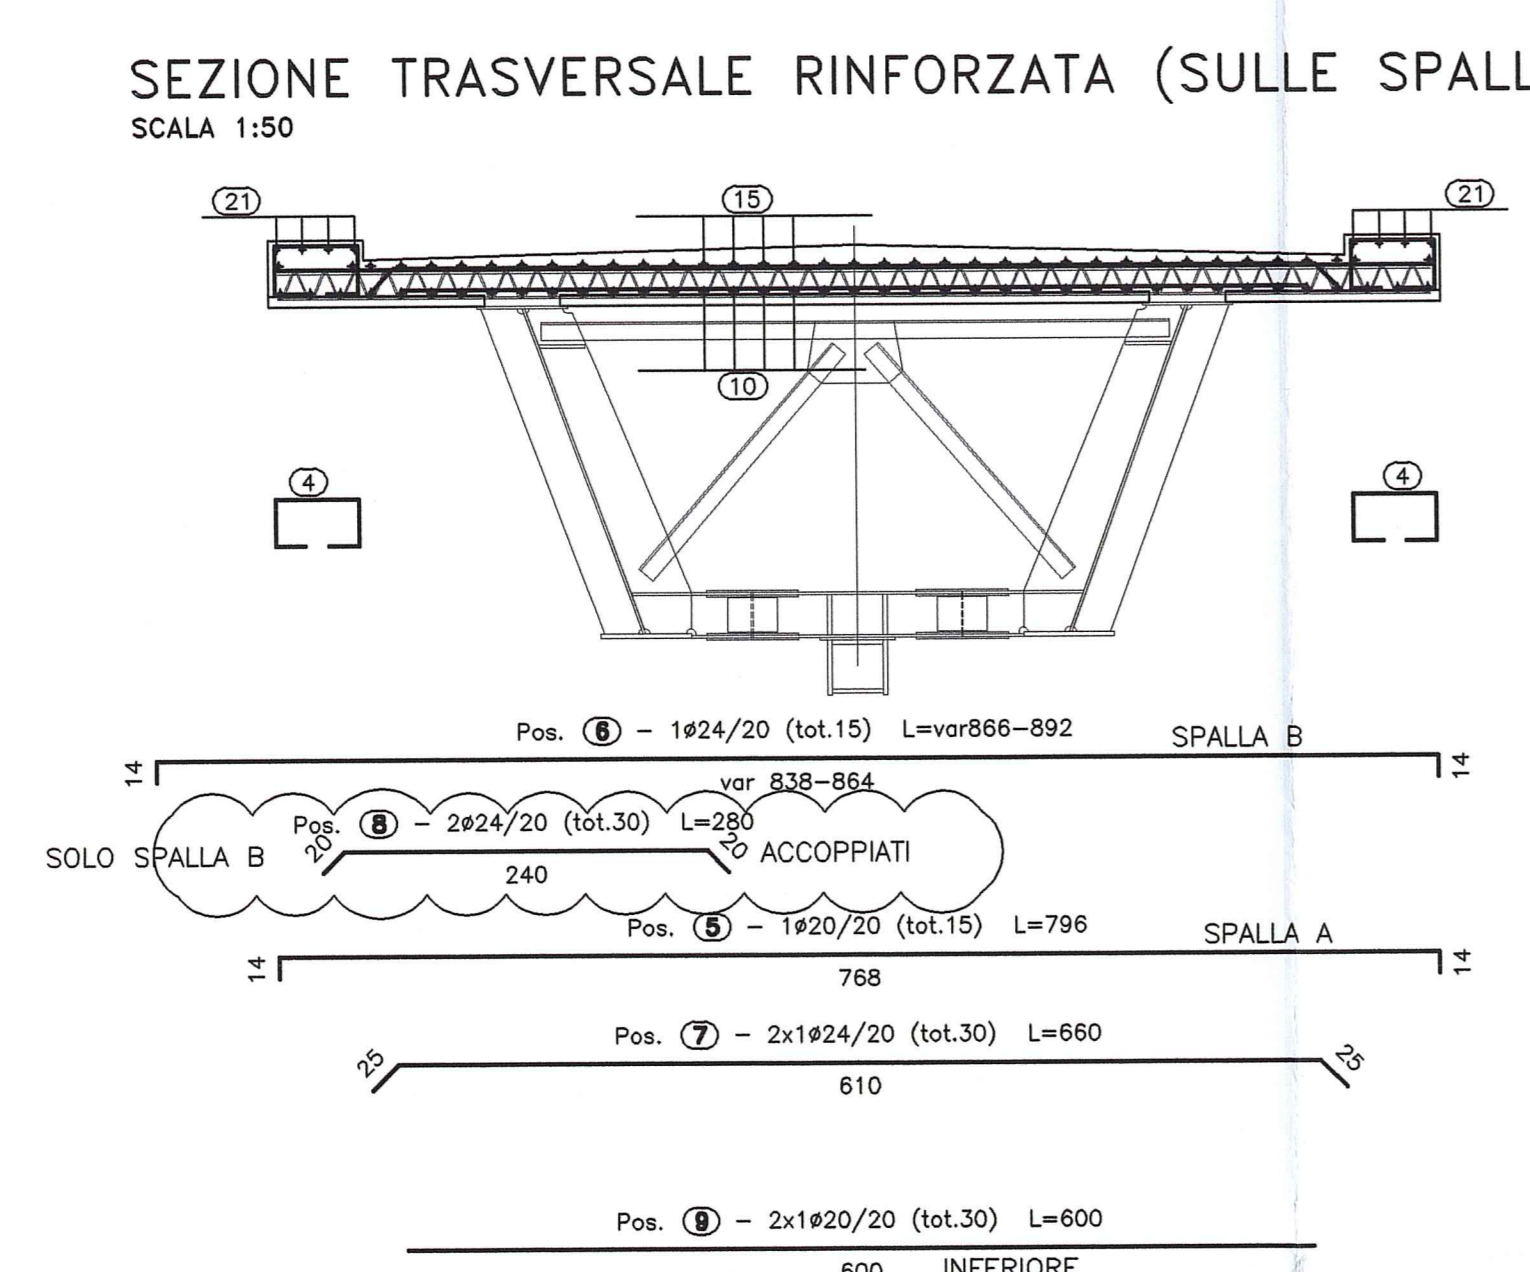 SEZIONE TRASVERSALE RINFORZATA (SULLE SPALL
SCALA 1:50
21
15
21
10
4
4
Pos. 6 – 1ø24/20 (tot.15) L=var866–892
SPALLA B
14
14
var 838–864
Pos. 8 – 2ø24/20 (tot.30) L=280
SOLO SPALLA B
20
20
ACCOPPIATI
240
Pos. 5 – 1ø20/20 (tot.15) L=796
SPALLA A
14
14
768
Pos. 7 – 2x1ø24/20 (tot.30) L=660
25
25
610
Pos. 9 – 2x1ø20/20 (tot.30) L=600
600 INFERIORE